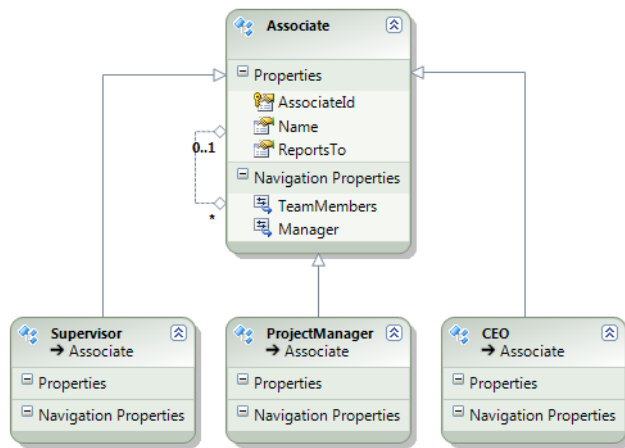 Associate
Properties
AssociateId
Name
ReportsTo
0..1
Navigation Properties
TeamMembers
Manager
*
Supervisor
→ Associate
Properties
Navigation Properties
ProjectManager
→ Associate
Properties
Navigation Properties
CEO
→ Associate
Properties
Navigation Properties